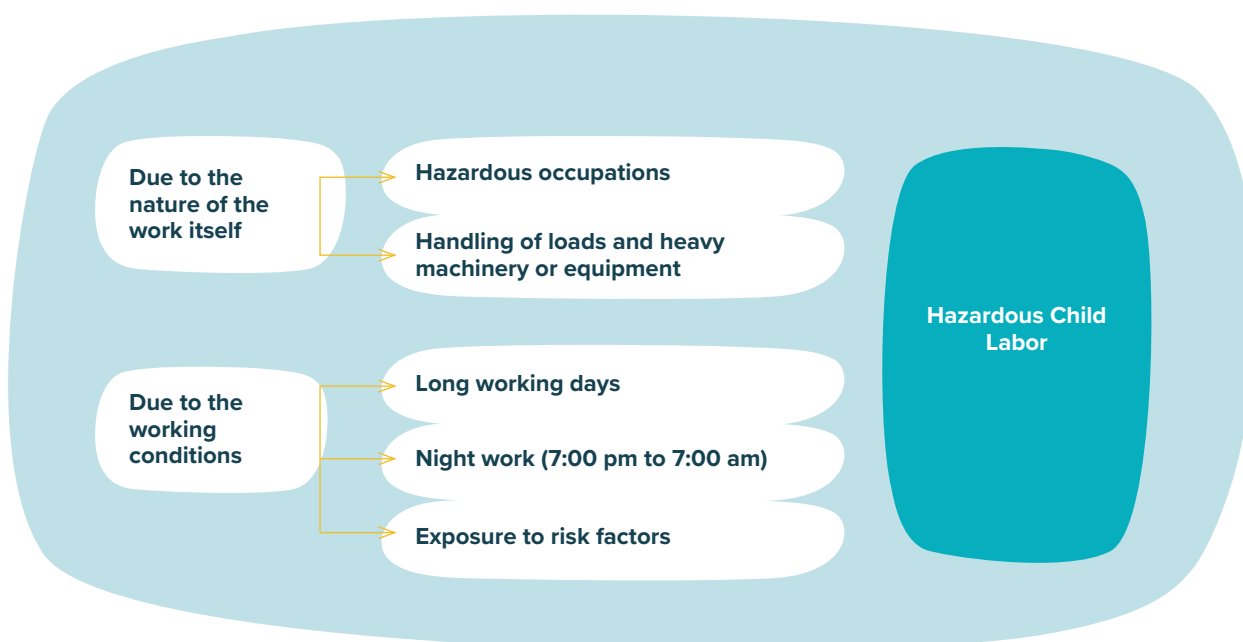 Due to the
nature of the
work itself
Hazardous occupations
Handling of loads and heavy
machinery or equipment
Due to the
working
conditions
Long working days
Night work (7:00 pm to 7:00 am)
Exposure to risk factors
Hazardous Child
Labor